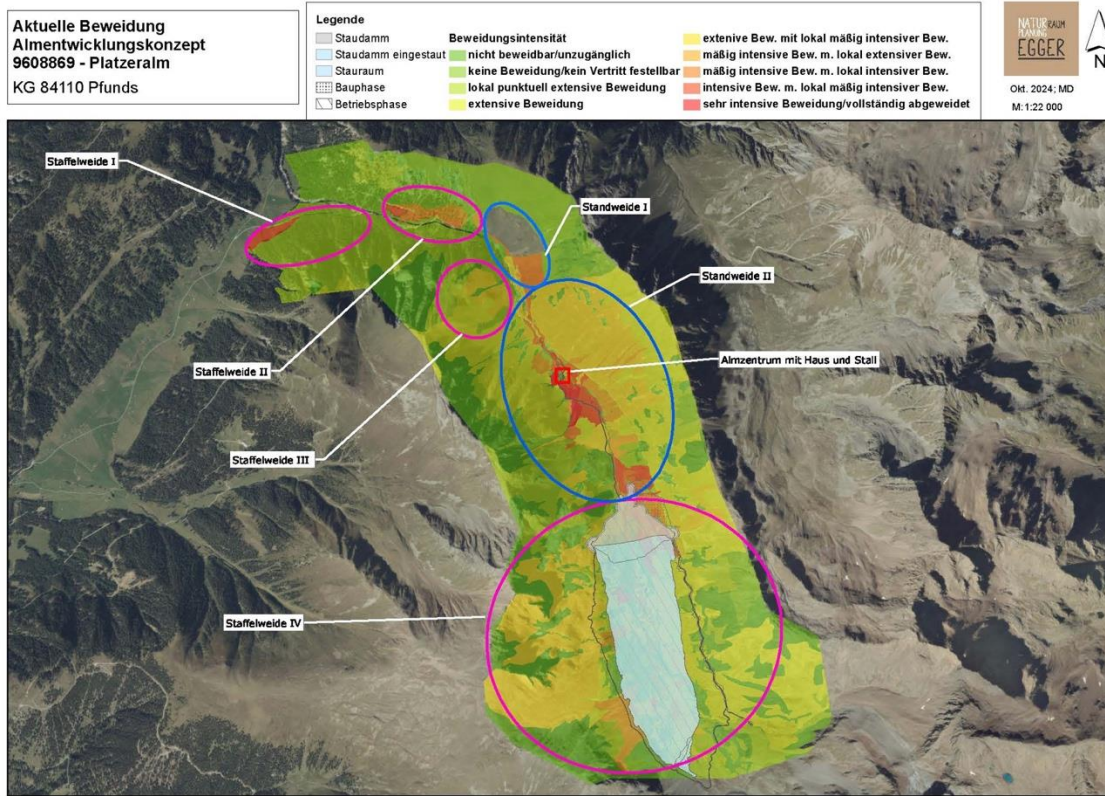 Aktuelle Beweidung
Almentwicklungskonzept
9608869 - Platzeralm
KG 84110 Pfunds
Legende
Staudamm
Staudamm eingestaut
Stauraum
Bauphase
Betriebsphase
Beweidungsintensität
nicht beweidbar/unzugänglich
keine Beweidung/kein Vertritt festellbar
lokal punktuell extensive Beweidung
extensive Beweidung
extenive Bew. mit lokal mäßig intensiver Bew.
mäßig intensive Bew. m. lokal extensiver Bew.
mäßig intensive Bew. m. lokal intensiver Bew.
intensive Bew. m. lokal mäßig intensiver Bew.
sehr intensive Beweidung/vollständig abgeweidet
NATUR RAUM
PLANUNG
EGGER
N
Okt. 2024; MD
M: 1:22 000
Staffelweide I
Standweide I
Standweide II
Almzentrum mit Haus und Stall
Staffelweide II
Staffelweide III
Staffelweide IV